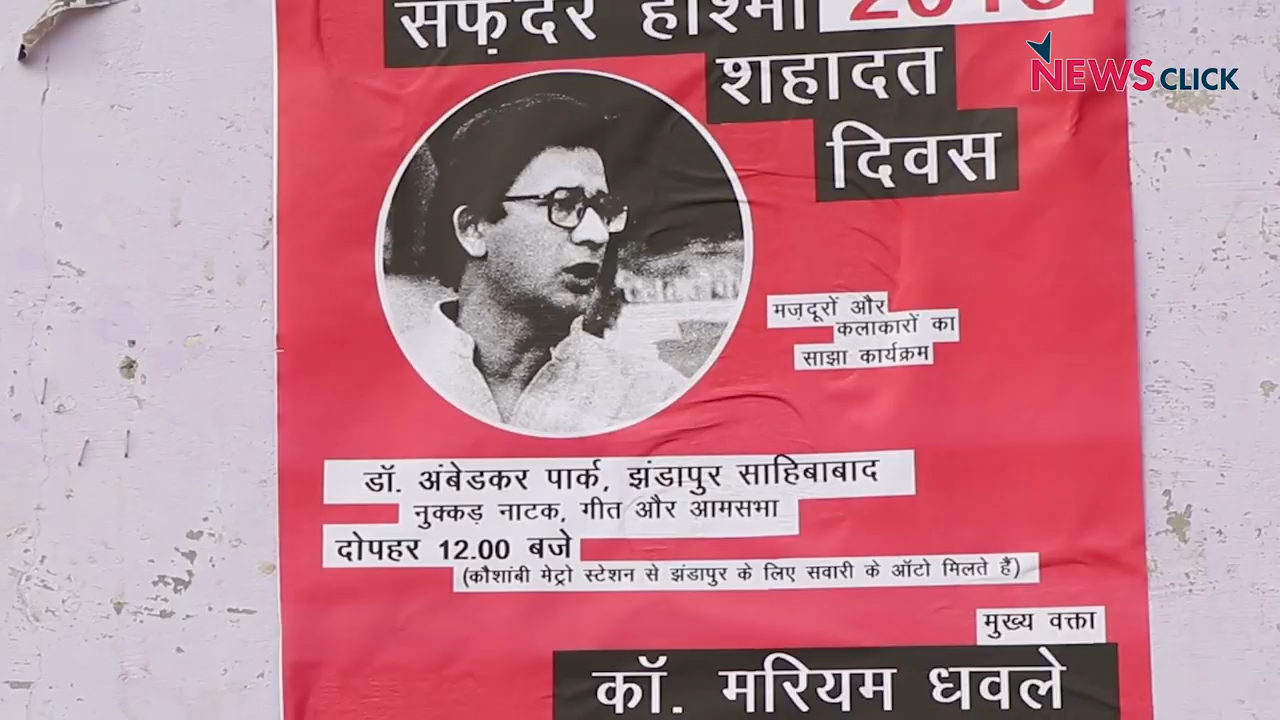 सफ़दर हाश्मी
शहादत
दिवस
NEWSCLICK
मज़दूरों और
कलाकारों का
साझा कार्यक्रम
डॉ. अंबेडकर पार्क, झंडापुर साहिबाबाद
नुक्कड़ नाटक, गीत और आमसभा
दोपहर 12.00 बजे
(कौशांबी मेट्रो स्टेशन से झंडापुर के लिए सवारी के ऑटो मिलते हैं)
मुख्य वक्ता
कॉ. मरियम धवले